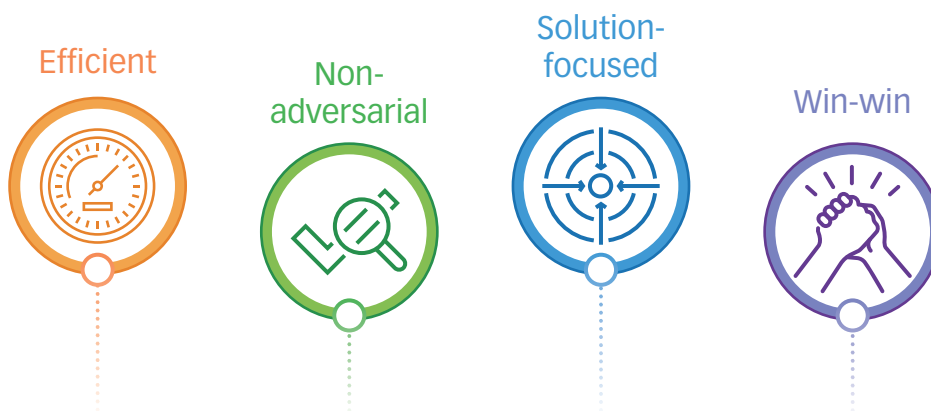 Efficient
Non-
adversarial
Solution-
focused
Win-win